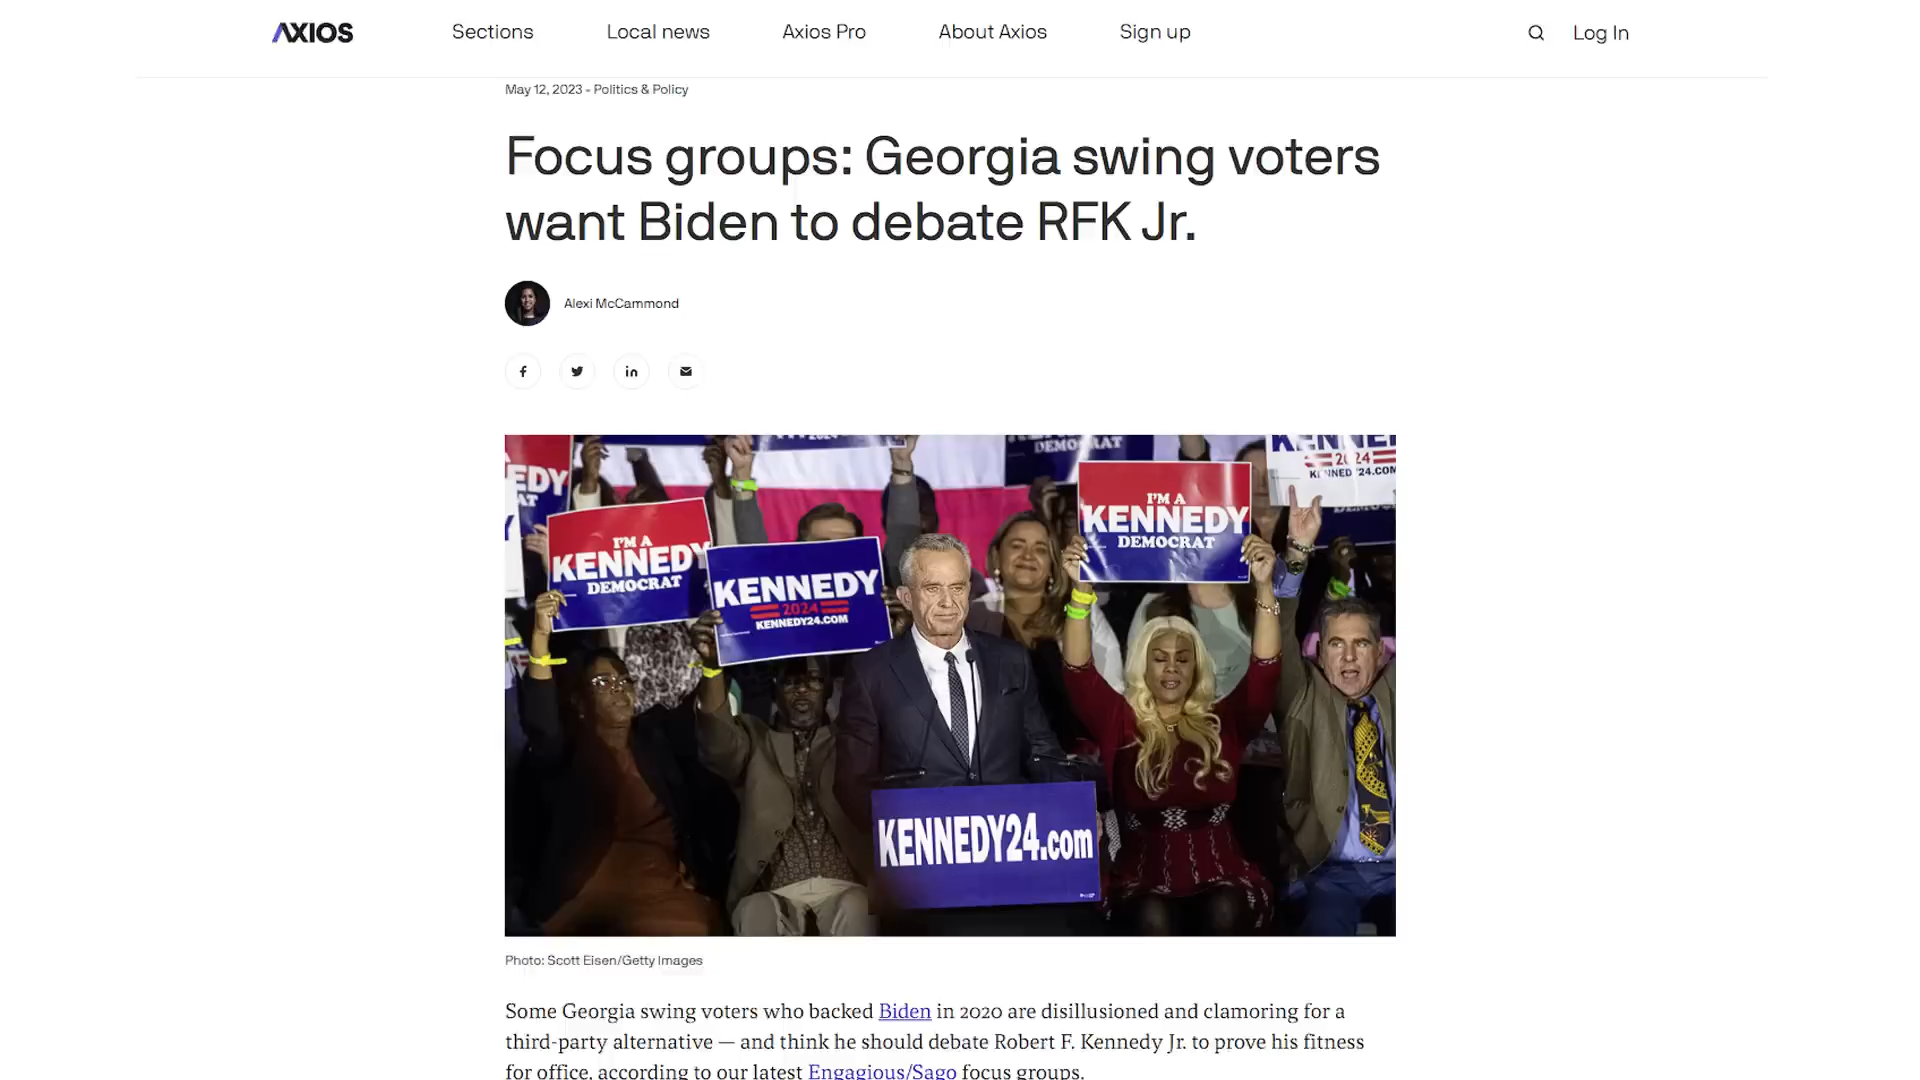 AXIOS
Sections
Local news
Axios Pro
About Axios
Sign up
Log In
May 12, 2023 - Politics & Policy
Focus groups: Georgia swing voters
want Biden to debate RFK Jr.
Alexi McCammond
DEMOCRAT
2024
KENNEDY24.COM
I'M A
KENNEDY
DEMOCRAT
I'M A
KENNEDY
DEMOCRAT
KENNEDY
2024
KENNEDY24.COM
KENNEDY24.com
Photo: Scott Eisen/Getty Images
Some Georgia swing voters who backed Biden in 2020 are disillusioned and clamoring for a
third-party alternative — and think he should debate Robert F. Kennedy Jr. to prove his fitness
for office, according to our latest Engagious/Sago focus groups.